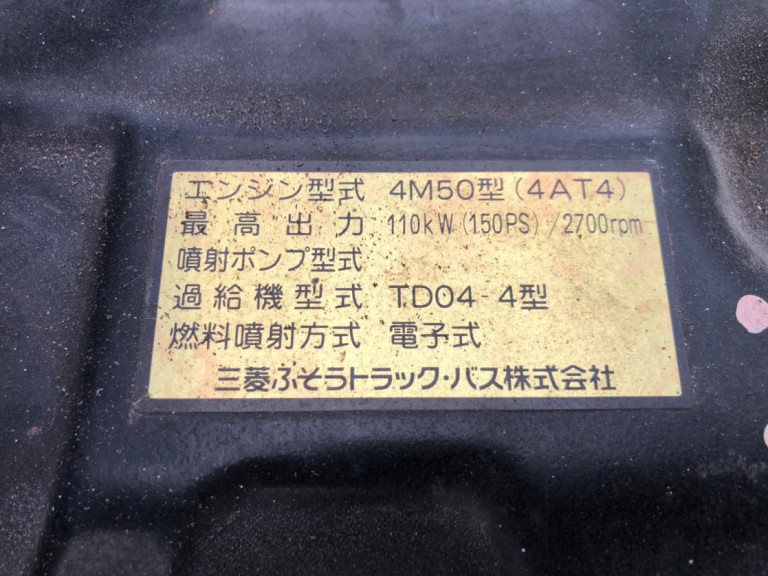 エンジン型式 4M50型(4AT4)
最高出力 110kW(150PS)/2700rpm
噴射ポンプ型式
過給機型式 TD04-4型
燃料噴射方式 電子式
三菱ふそうトラック・バス株式会社